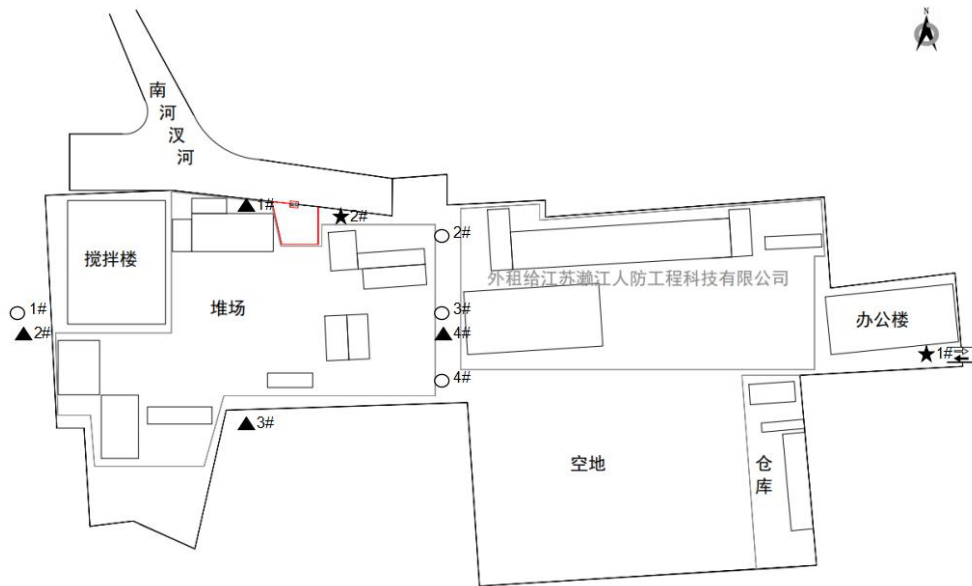 N
南
河
汊
河
▲1#
★2#
搅拌楼
○2#
外租给江苏濑江人防工程科技有限公司
○1#
堆场
○3#
办公楼
▲2#
▲4#
★1#
○4#
▲3#
空地
仓
库